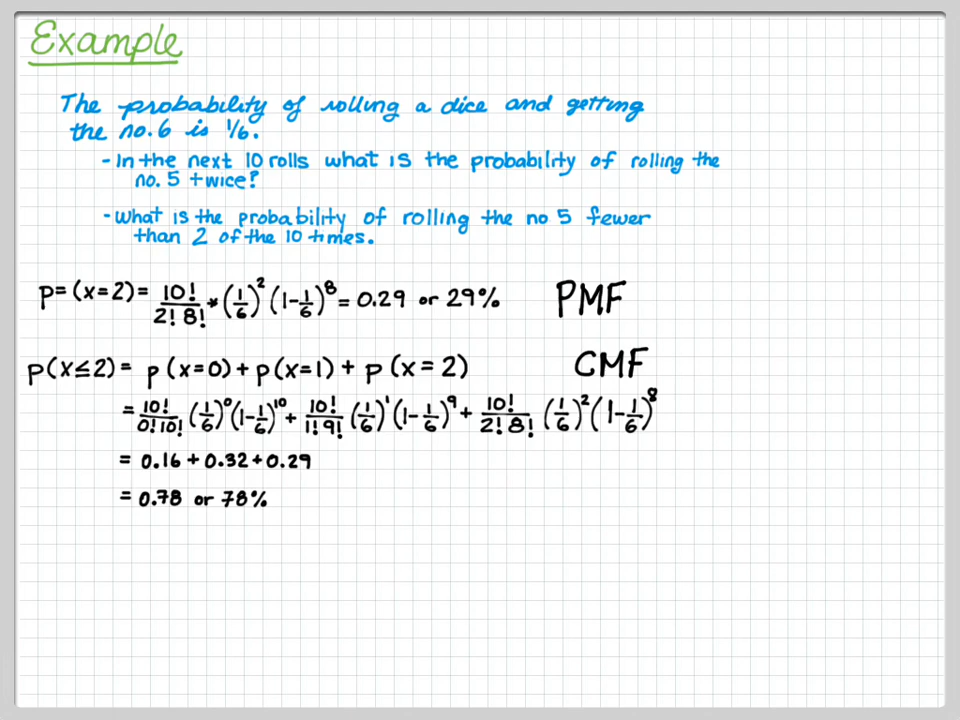 Example
The probability of rolling a dice and getting
the no. 6 is 1/6.
- In the next 10 rolls what is the probability of rolling the
no. 5 twice?
- What is the probability of rolling the no 5 fewer
than 2 of the 10 times.
p=(x=2)= 10!/2! 8! * (1/6)^2 (1-1/6)^8 = 0.29 or 29% PMF
p(x≤2)= p(x=0)+p(x=1)+p(x=2) CMF
= 10!/0! 10! (1/6)^0 (1-1/6)^10 + 10!/1! 9! (1/6)^1 (1-1/6)^9 + 10!/2! 8! (1/6)^2 (1-1/6)^8
= 0.16 + 0.32 + 0.29
= 0.78 or 78%